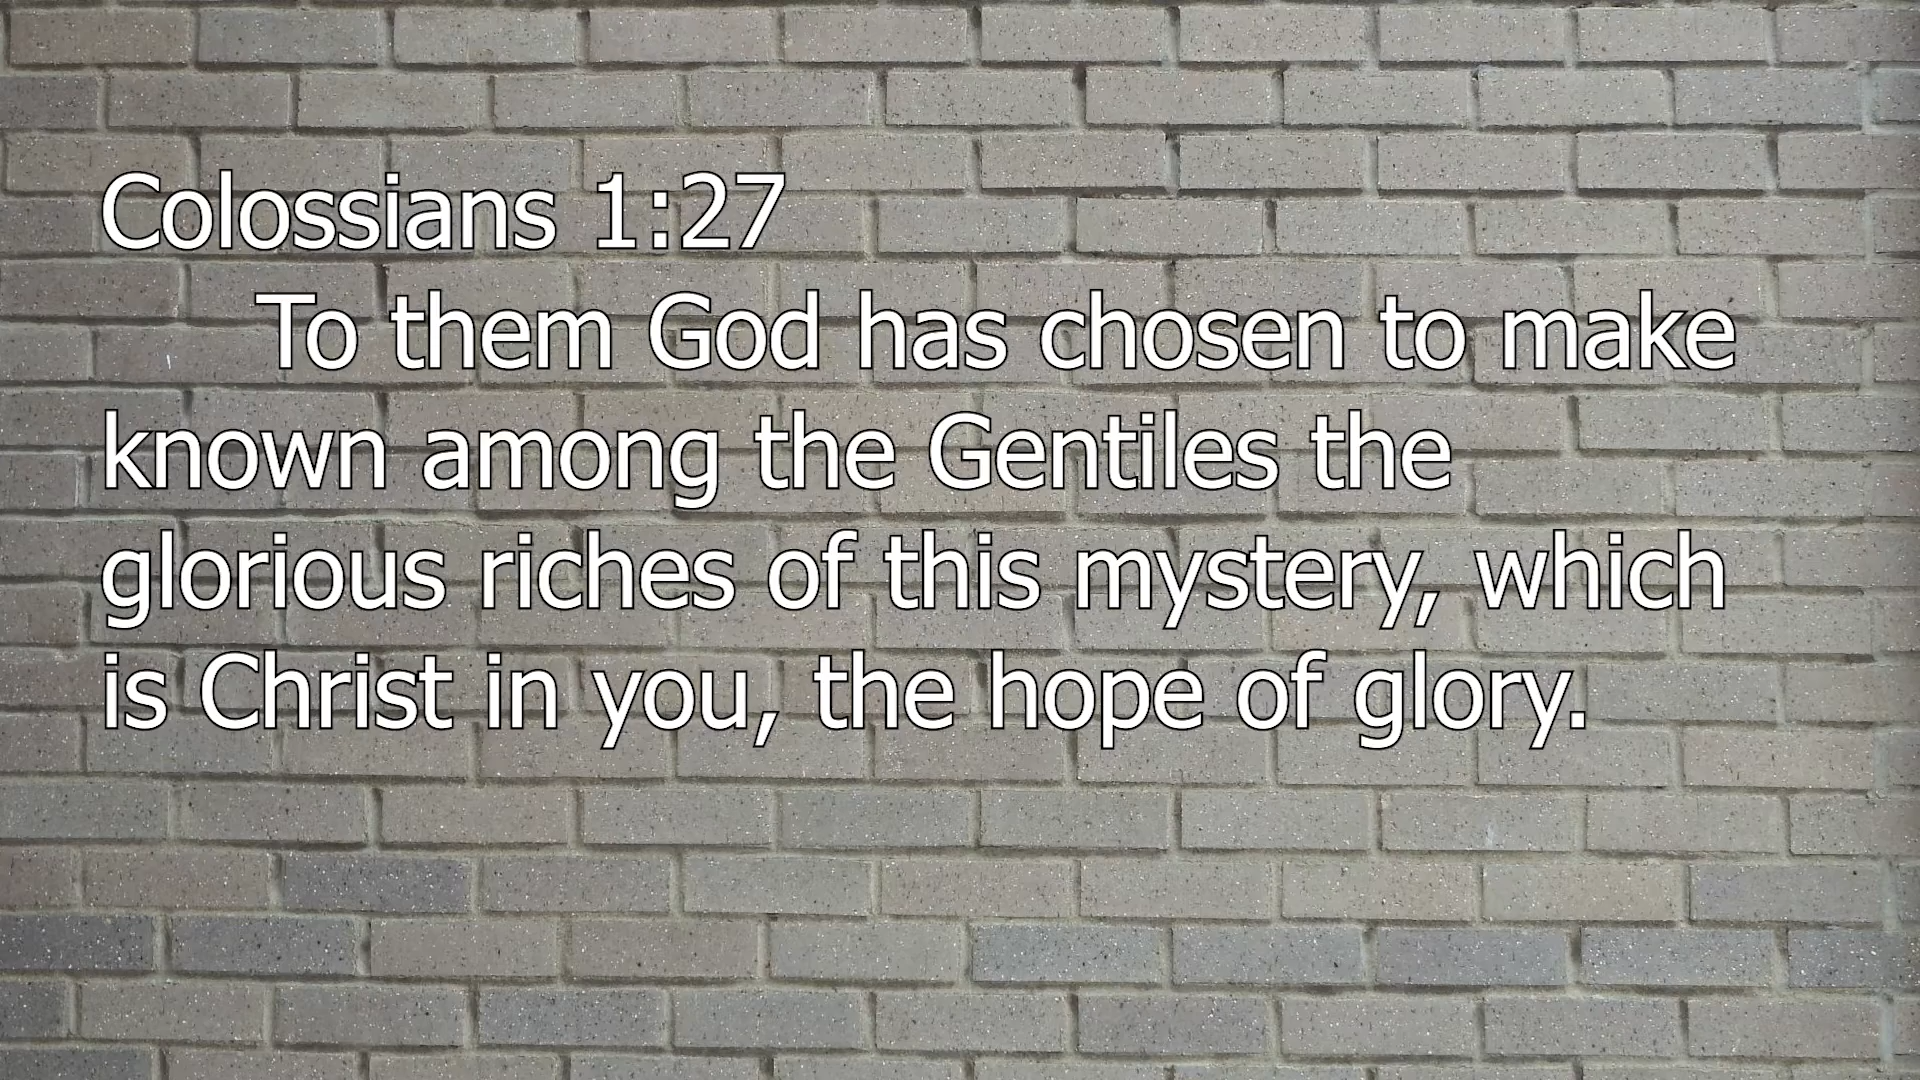 Colossians 1:27
To them God has chosen to make
known among the Gentiles the
glorious riches of this mystery, which
is Christ in you, the hope of glory.